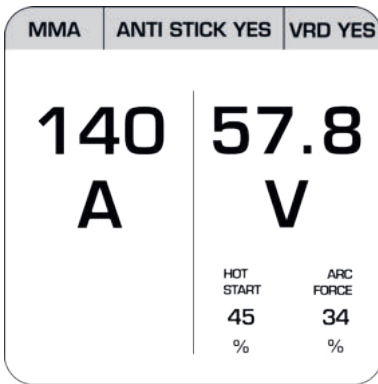 MMA ANTI STICK YES VRD YES
140 57.8
A V
HOT ARC
START FORCE
45 34
% %